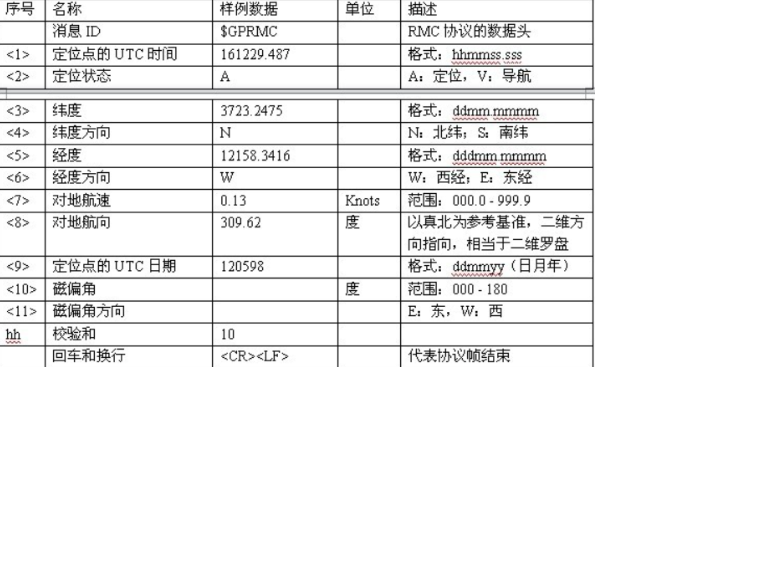 序号 名称 样例数据 单位 描述
消息 ID $GPRMC RMC 协议的数据头
<1> 定位点的 UTC 时间 161229.487 格式：hhmmss.sss
<2> 定位状态 A A：定位，V：导航
<3> 纬度 3723.2475 格式：ddmm.mmmm
<4> 纬度方向 N N：北纬；S：南纬
<5> 经度 12158.3416 格式：dddmm.mmmm
<6> 经度方向 W W：西经；E：东经
<7> 对地航速 0.13 Knots 范围：000.0 - 999.9
<8> 对地航向 309.62 度 以真北为参考基准，二维方
向指向，相当于二维罗盘
<9> 定位点的 UTC 日期 120598 格式：ddmmyy（日月年）
<10> 磁偏角 度 范围：000 - 180
<11> 磁偏角方向 E：东，W：西
hh 校验和 10
回车和换行 <CR><LF> 代表协议帧结束